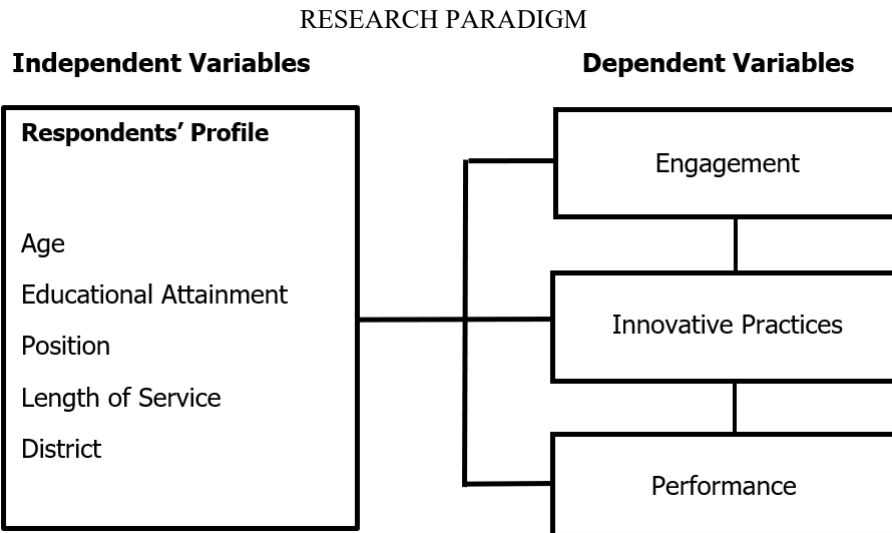 RESEARCH PARADIGM
Independent Variables
Respondents’ Profile
Age
Educational Attainment
Position
Length of Service
District
Dependent Variables
Engagement
Innovative Practices
Performance